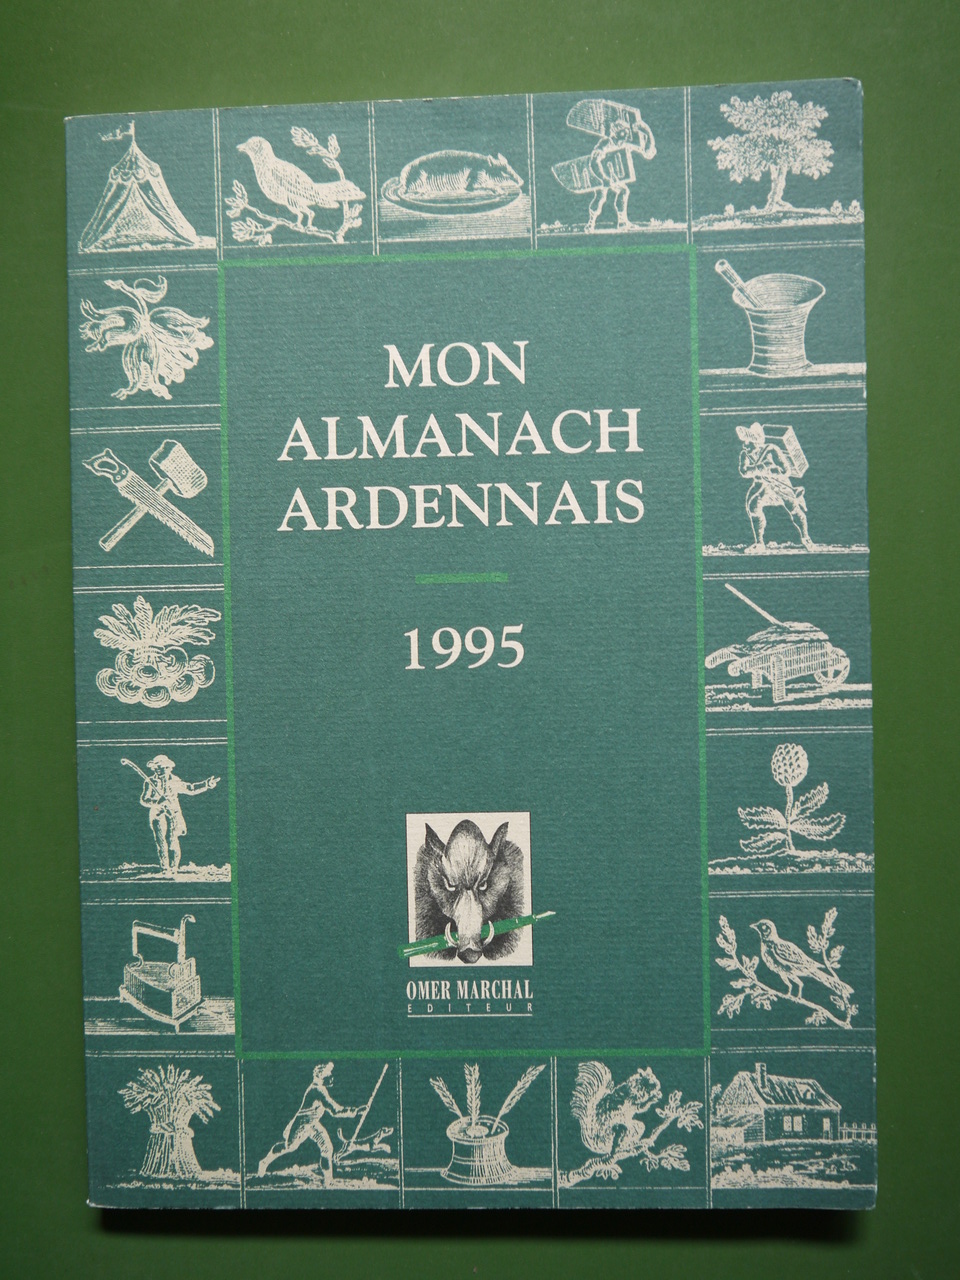 MON
ALMANACH
ARDENNAIS
1995
OMER MARCHAL
EDITEUR